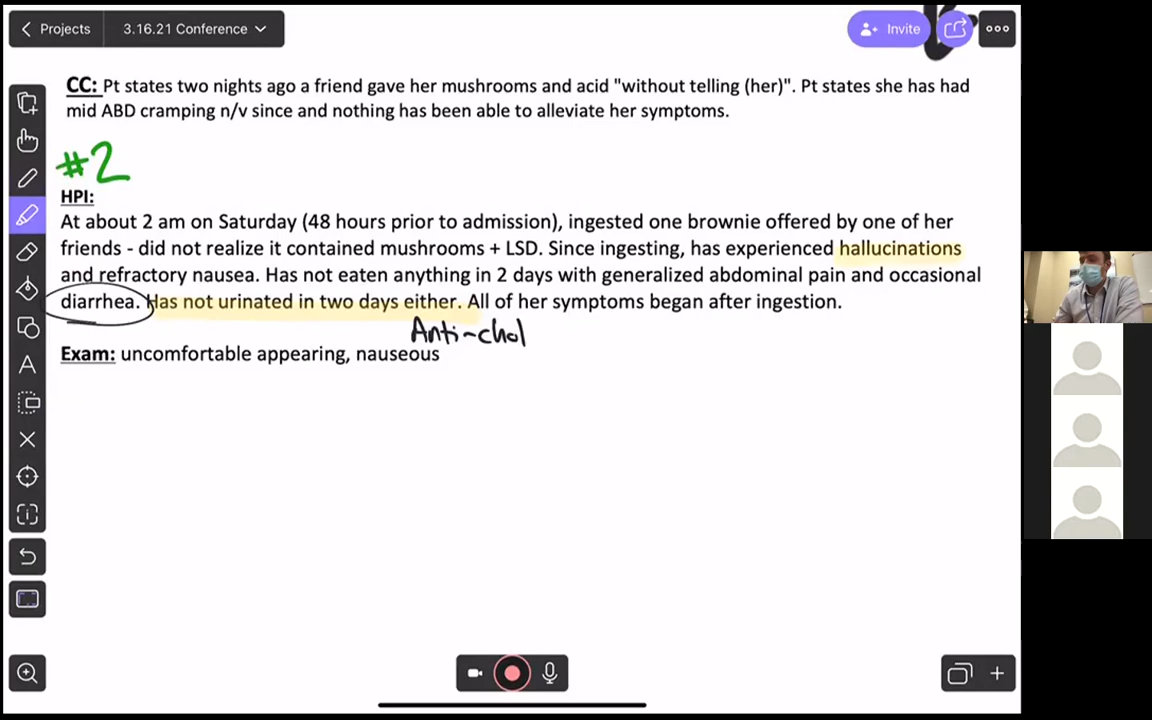 Projects
3.16.21 Conference
Invite
CC: Pt states two nights ago a friend gave her mushrooms and acid "without telling (her)". Pt states she has had
mid ABD cramping n/v since and nothing has been able to alleviate her symptoms.
#2
HPI:
At about 2 am on Saturday (48 hours prior to admission), ingested one brownie offered by one of her
friends - did not realize it contained mushrooms + LSD. Since ingesting, has experienced hallucinations
and refractory nausea. Has not eaten anything in 2 days with generalized abdominal pain and occasional
diarrhea. Has not urinated in two days either. All of her symptoms began after ingestion.
Anti-chol
Exam: uncomfortable appearing, nauseous
A